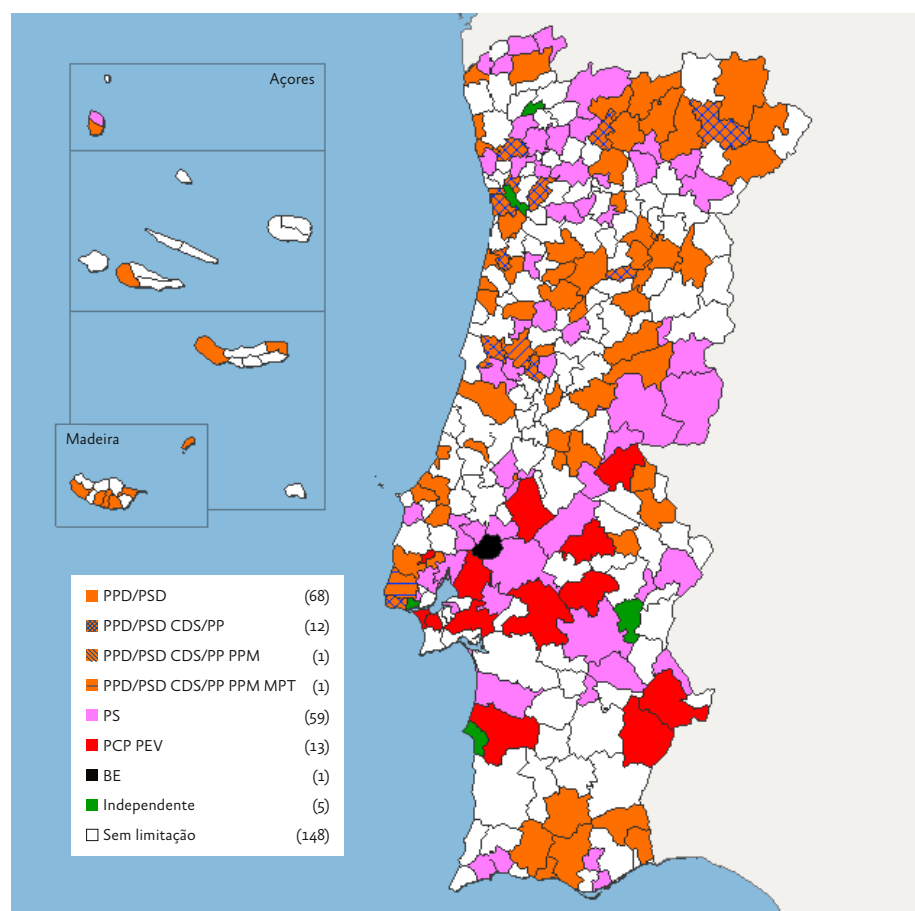 Açores
Madeira
PPD/PSD (68)
PPD/PSD CDS/PP (12)
PPD/PSD CDS/PP PPM (1)
PPD/PSD CDS/PP PPM MPT (1)
PS (59)
PCP PEV (13)
BE (1)
Independente (5)
Sem limitação (148)